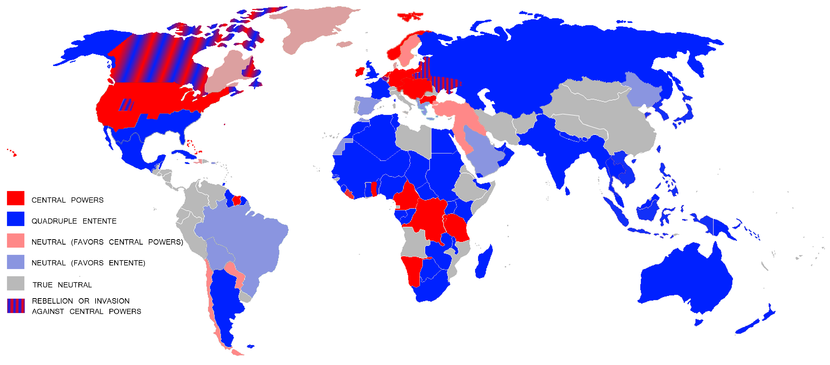 CENTRAL POWERS
QUADRUPLE ENTENTE
NEUTRAL (FAVORS CENTRAL POWERS)
NEUTRAL (FAVORS ENTENTE)
TRUE NEUTRAL
REBELLION OR INVASION
AGAINST CENTRAL POWERS